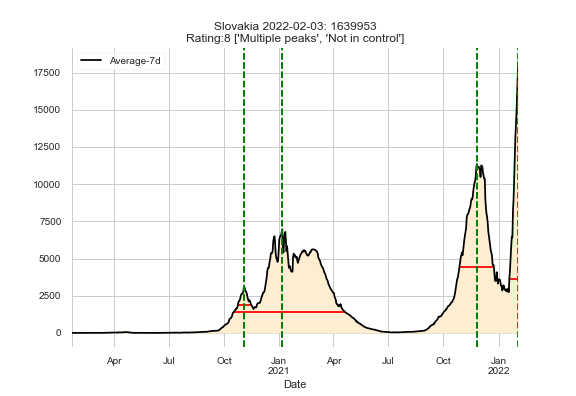 Slovakia 2022-02-03: 1639953
Rating:8 ['Multiple peaks', 'Not in control']
Average-7d
17500
15000
12500
10000
7500
5000
2500
0
Apr Jul Oct Jan Apr Jul Oct Jan
2021 2022
Date